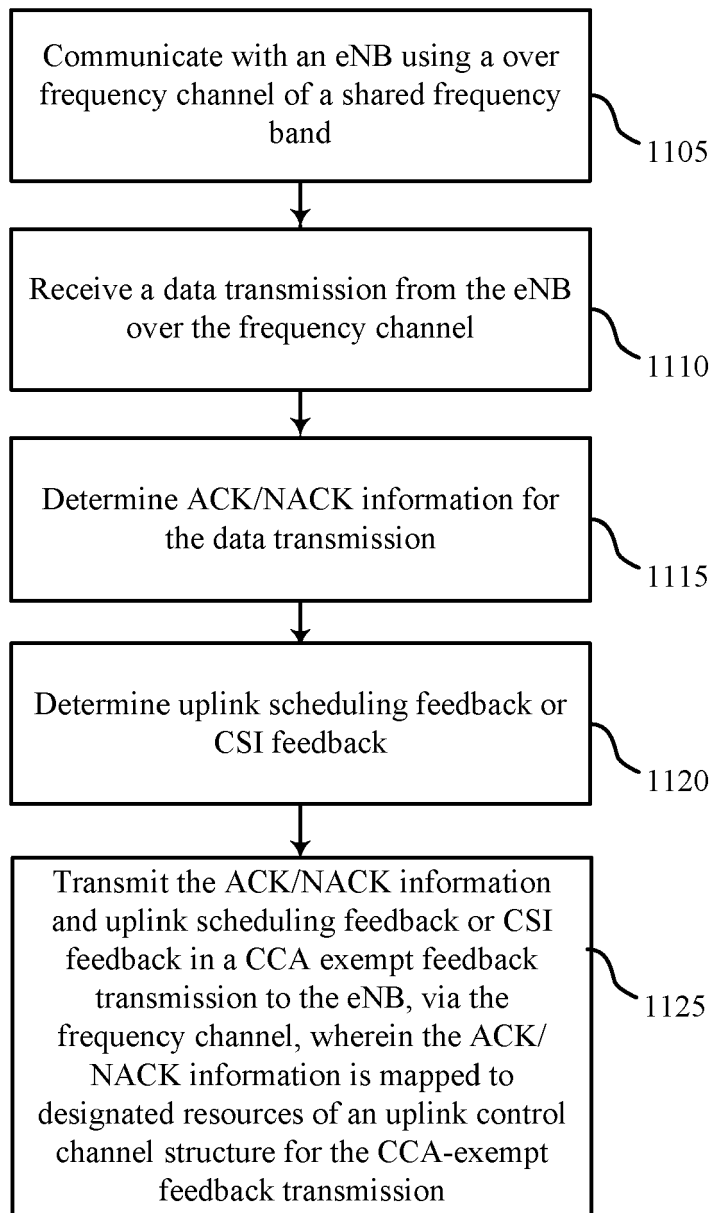 Communicate with an eNB using a over
frequency channel of a shared frequency
band
1105
Receive a data transmission from the eNB
over the frequency channel
1110
Determine ACK/NACK information for
the data transmission
1115
Determine uplink scheduling feedback or
CSI feedback
1120
Transmit the ACK/NACK information
and uplink scheduling feedback or CSI
feedback in a CCA exempt feedback
transmission to the eNB, via the
frequency channel, wherein the ACK/
NACK information is mapped to
designated resources of an uplink control
channel structure for the CCA-exempt
feedback transmission
1125